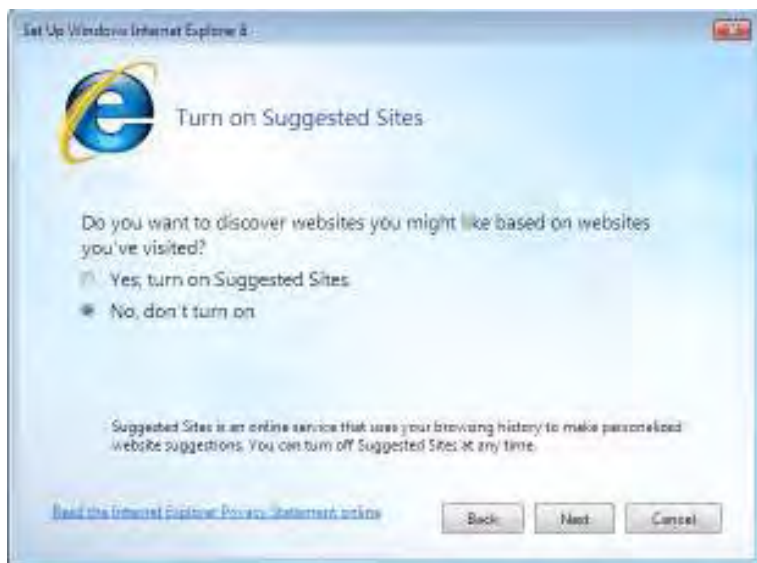 Set Up Windows Internet Explorer 8
Turn on Suggested Sites
Do you want to discover websites you might like based on websites
you've visited?
Yes, turn on Suggested Sites
No, don't turn on
Suggested Sites is an online service that uses your browsing history to make personalized
website suggestions. You can turn off Suggested Sites at any time.
Read the Internet Explorer Privacy Statement online
Back
Next
Cancel